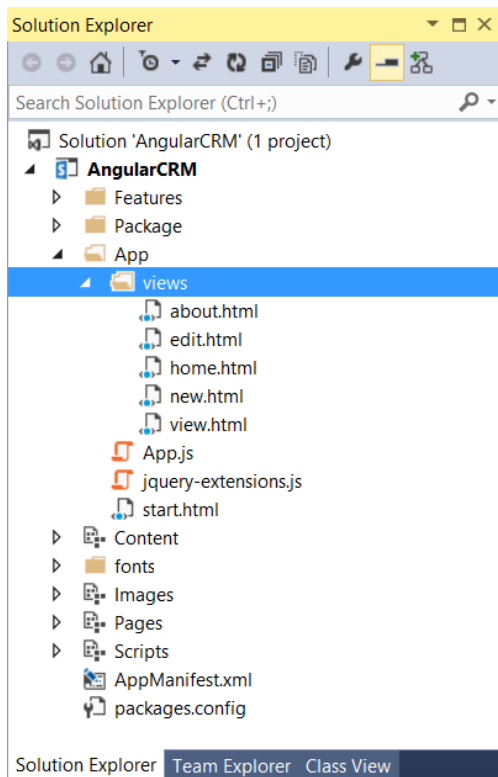 Solution Explorer
Search Solution Explorer (Ctrl+;)
Solution 'AngularCRM' (1 project)
AngularCRM
Features
Package
App
views
about.html
edit.html
home.html
new.html
view.html
App.js
jquery-extensions.js
start.html
Content
fonts
Images
Pages
Scripts
AppManifest.xml
packages.config
Solution Explorer Team Explorer Class View